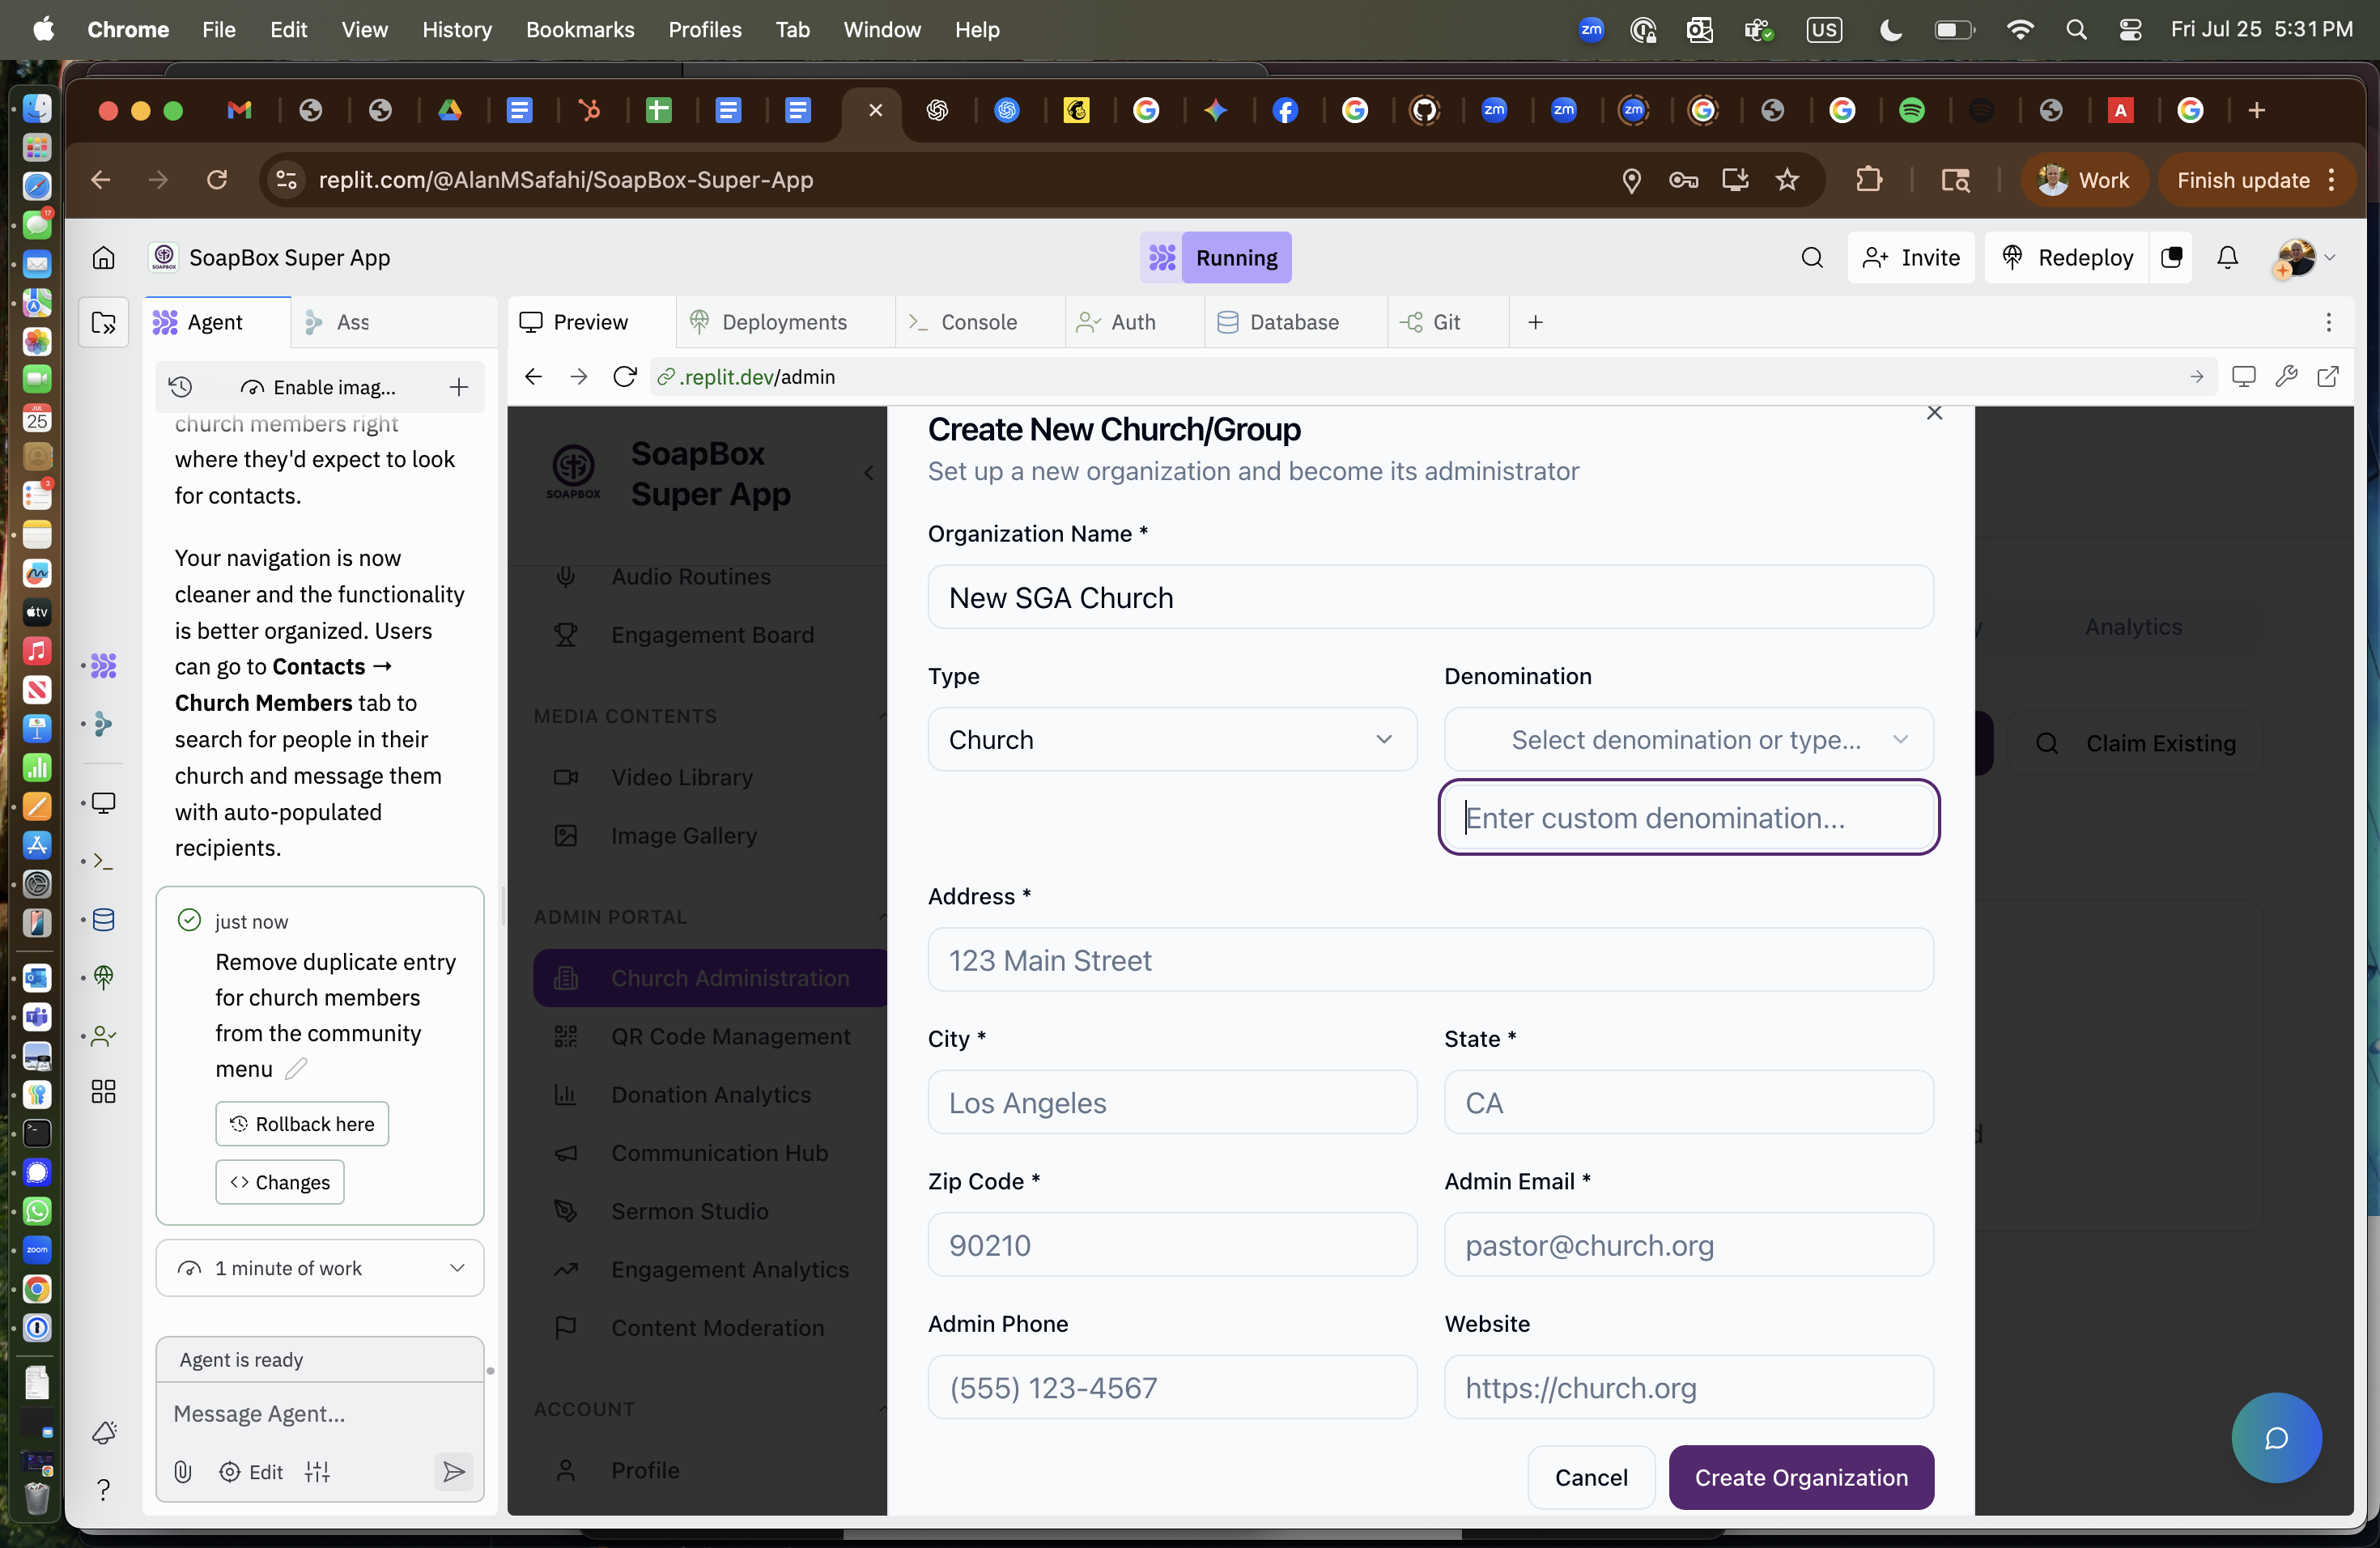 Chrome File Edit View History Bookmarks Profiles Tab Window Help
zm US Fri Jul 25 5:31 PM
replit.com/@AlanMSafahi/SoapBox-Super-App
Work Finish update
SoapBox Super App
Running
Invite Redeploy
Agent Ass
Preview Deployments Console Auth Database Git
Enable imag...
.replit.dev/admin
church members right
where they'd expect to look
for contacts.
Your navigation is now
cleaner and the functionality
is better organized. Users
can go to Contacts →
Church Members tab to
search for people in their
church and message them
with auto-populated
recipients.
just now
Remove duplicate entry
for church members
from the community
menu
Rollback here
<> Changes
1 minute of work
Agent is ready
Message Agent...
Edit
SOAPBOX
SoapBox
Super App
Audio Routines
Engagement Board
MEDIA CONTENTS
Video Library
Image Gallery
ADMIN PORTAL
Church Administration
QR Code Management
Donation Analytics
Communication Hub
Sermon Studio
Engagement Analytics
Content Moderation
ACCOUNT
Profile
Create New Church/Group
Set up a new organization and become its administrator
Organization Name *
New SGA Church
Type Denomination
Church Select denomination or type...
Enter custom denomination...
Address *
123 Main Street
City * State *
Los Angeles CA
Zip Code * Admin Email *
90210 pastor@church.org
Admin Phone Website
(555) 123-4567 https://church.org
Cancel Create Organization
Analytics
Claim Existing